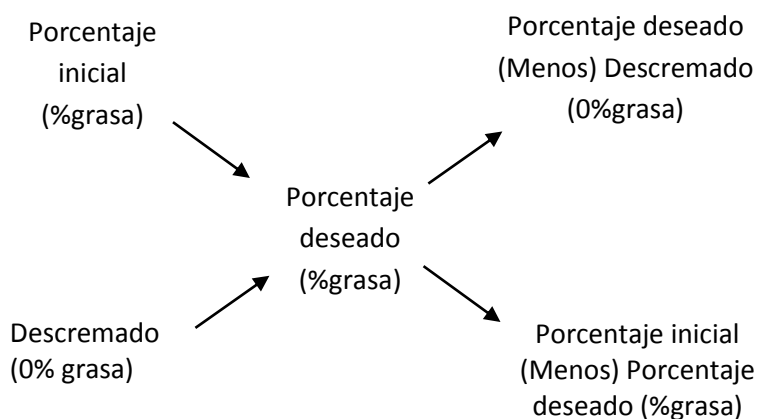 Porcentaje
inicial
(%grasa)
Porcentaje deseado
(Menos) Descremado
(0%grasa)
Porcentaje
deseado
(%grasa)
Descremado
(0% grasa)
Porcentaje inicial
(Menos) Porcentaje
deseado (%grasa)